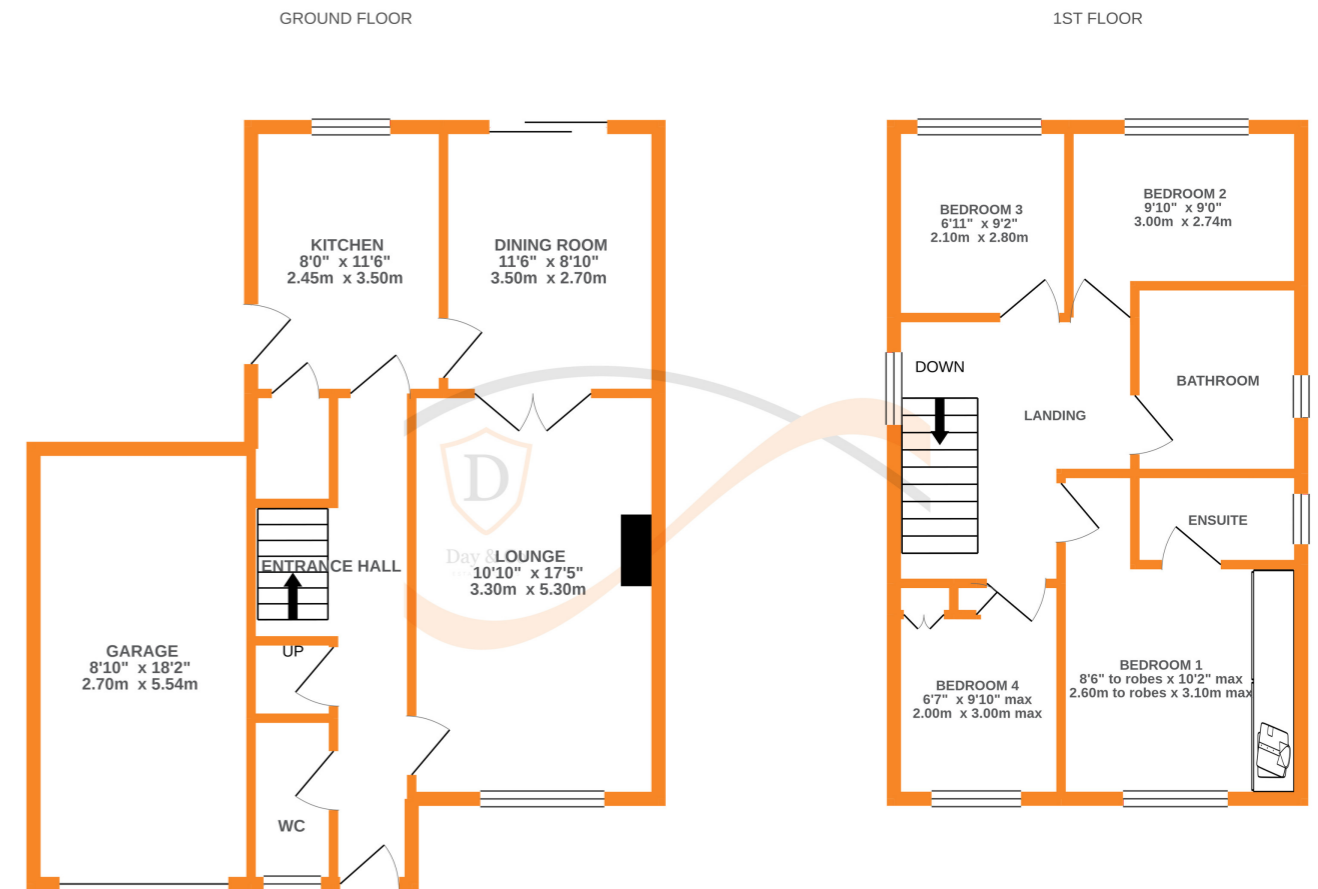 GROUND FLOOR
1ST FLOOR
KITCHEN
8'0" x 11'6"
2.45m x 3.50m
DINING ROOM
11'6" x 8'10"
3.50m x 2.70m
ENTRANCE HALL
D
Day &
LOUNGE
10'10" x 17'5"
3.30m x 5.30m
GARAGE
8'10" x 18'2"
2.70m x 5.54m
UP
WC
BEDROOM 3
6'11" x 9'2"
2.10m x 2.80m
BEDROOM 2
9'10" x 9'0"
3.00m x 2.74m
DOWN
BATHROOM
LANDING
ENSUITE
BEDROOM 4
6'7" x 9'10" max
2.00m x 3.00m max
BEDROOM 1
8'6" to robes x 10'2" max
2.60m to robes x 3.10m max